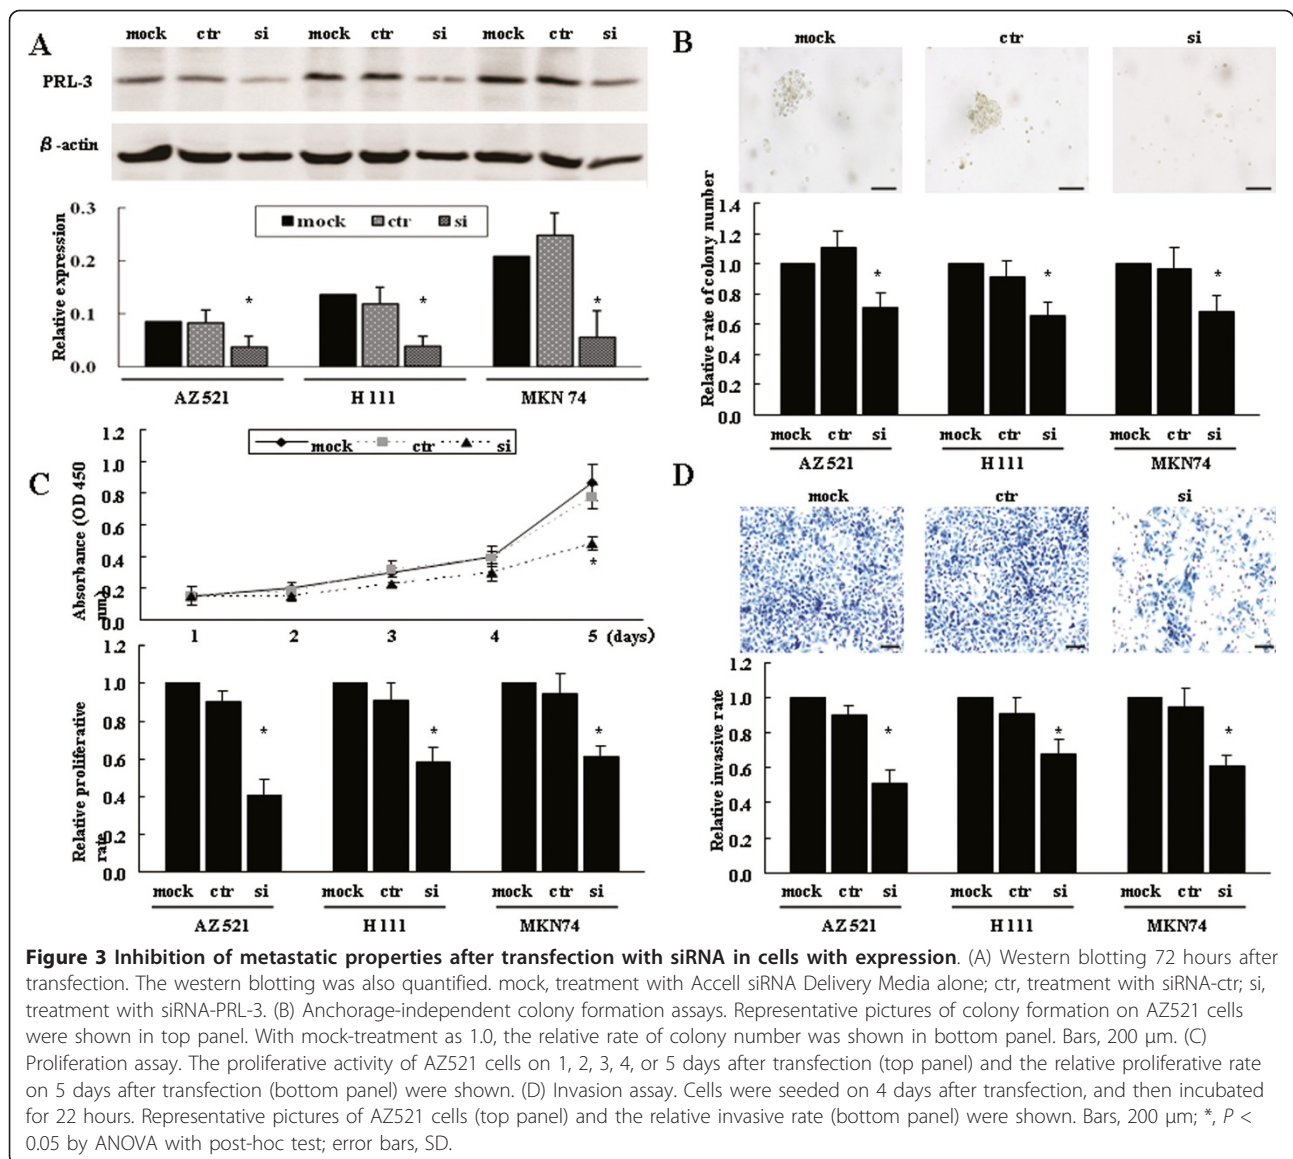 A
mock ctr si mock ctr si mock ctr si
PRL-3
β-actin
Relative expression
0.3
0.2
0.1
0.0
mock ctr si
* * *
AZ521 H111 MKN 74
B
mock ctr si
Relative rate of colony number
1.4
1.2
1.0
0.8
0.6
0.4
0.2
0.0
* * *
mock ctr si mock ctr si mock ctr si
AZ521 H111 MKN74
C
Absorbance (OD 450
nm)
1.2
1.0
0.8
0.6
0.4
0.2
0.0
mock ctr si
*
1 2 3 4 5 (days)
Relative proliferative
rate
1.0
0.8
0.6
0.4
0.2
0.0
* * *
mock ctr si mock ctr si mock ctr si
AZ521 H111 MKN74
D
mock ctr si
Relative invasive rate
1.2
1.0
0.8
0.6
0.4
0.2
0.0
* * *
mock ctr si mock ctr si mock ctr si
AZ521 H111 MKN74
Figure 3 Inhibition of metastatic properties after transfection with siRNA in cells with expression. (A) Western blotting 72 hours after
transfection. The western blotting was also quantified. mock, treatment with Accell siRNA Delivery Media alone; ctr, treatment with siRNA-ctr; si,
treatment with siRNA-PRL-3. (B) Anchorage-independent colony formation assays. Representative pictures of colony formation on AZ521 cells
were shown in top panel. With mock-treatment as 1.0, the relative rate of colony number was shown in bottom panel. Bars, 200 μm. (C)
Proliferation assay. The proliferative activity of AZ521 cells on 1, 2, 3, 4, or 5 days after transfection (top panel) and the relative proliferative rate
on 5 days after transfection (bottom panel) were shown. (D) Invasion assay. Cells were seeded on 4 days after transfection, and then incubated
for 22 hours. Representative pictures of AZ521 cells (top panel) and the relative invasive rate (bottom panel) were shown. Bars, 200 μm; *, P <
0.05 by ANOVA with post-hoc test; error bars, SD.